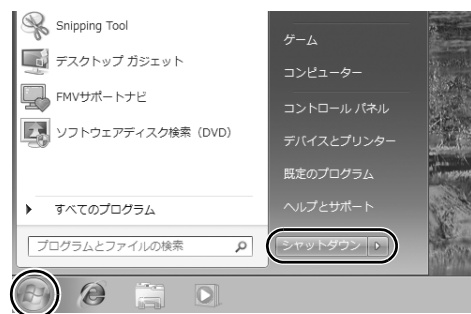 Snipping Tool
デスクトップ ガジェット
FMVサポートナビ
ソフトウェアディスク検索(DVD)
すべてのプログラム
プログラムとファイルの検索
ゲーム
コンピューター
コントロール パネル
デバイスとプリンター
既定のプログラム
ヘルプとサポート
シャットダウン